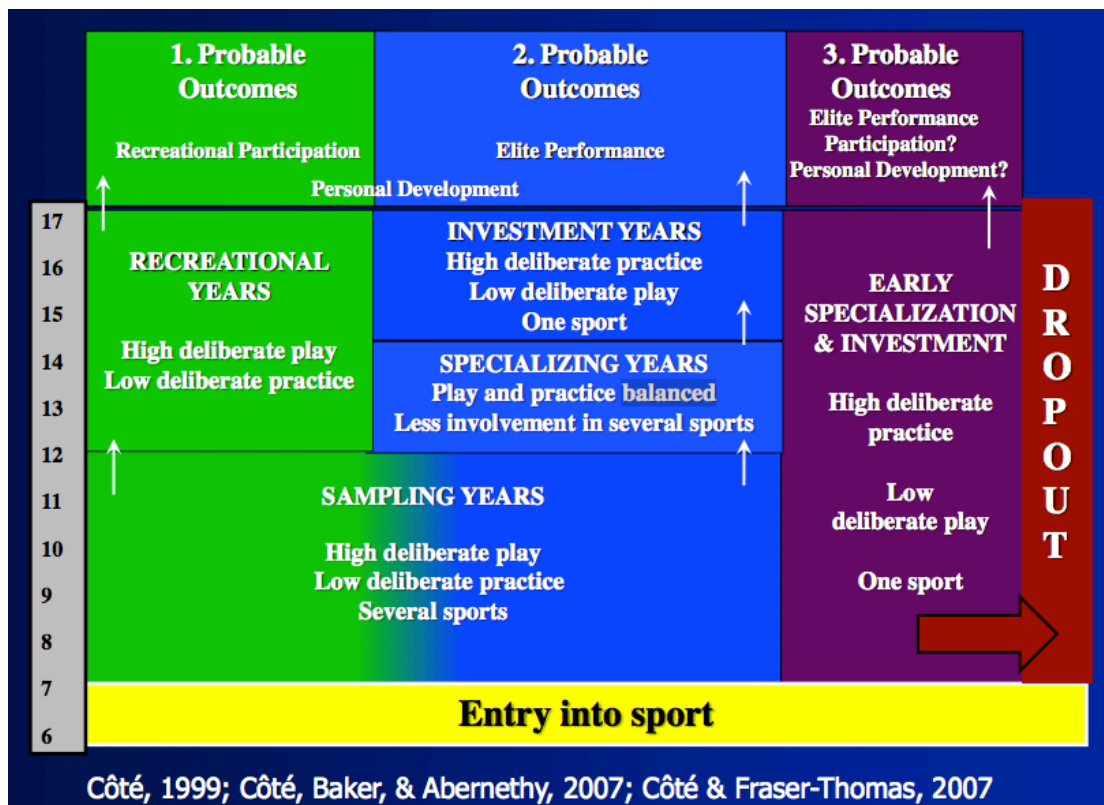 1. Probable
Outcomes
Recreational Participation
2. Probable
Outcomes
Elite Performance
Personal Development
3. Probable
Outcomes
Elite Performance
Participation?
Personal Development?
17
16
15
14
13
12
11
10
9
8
7
6
RECREATIONAL
YEARS
High deliberate play
Low deliberate practice
INVESTMENT YEARS
High deliberate practice
Low deliberate play
One sport
SPECIALIZING YEARS
Play and practice balanced
Less involvement in several sports
SAMPLING YEARS
High deliberate play
Low deliberate practice
Several sports
EARLY
SPECIALIZATION
& INVESTMENT
High deliberate
practice
Low
deliberate play
One sport
D
R
O
P
O
U
T
Entry into sport
Côté, 1999; Côté, Baker, & Abernethy, 2007; Côté & Fraser-Thomas, 2007